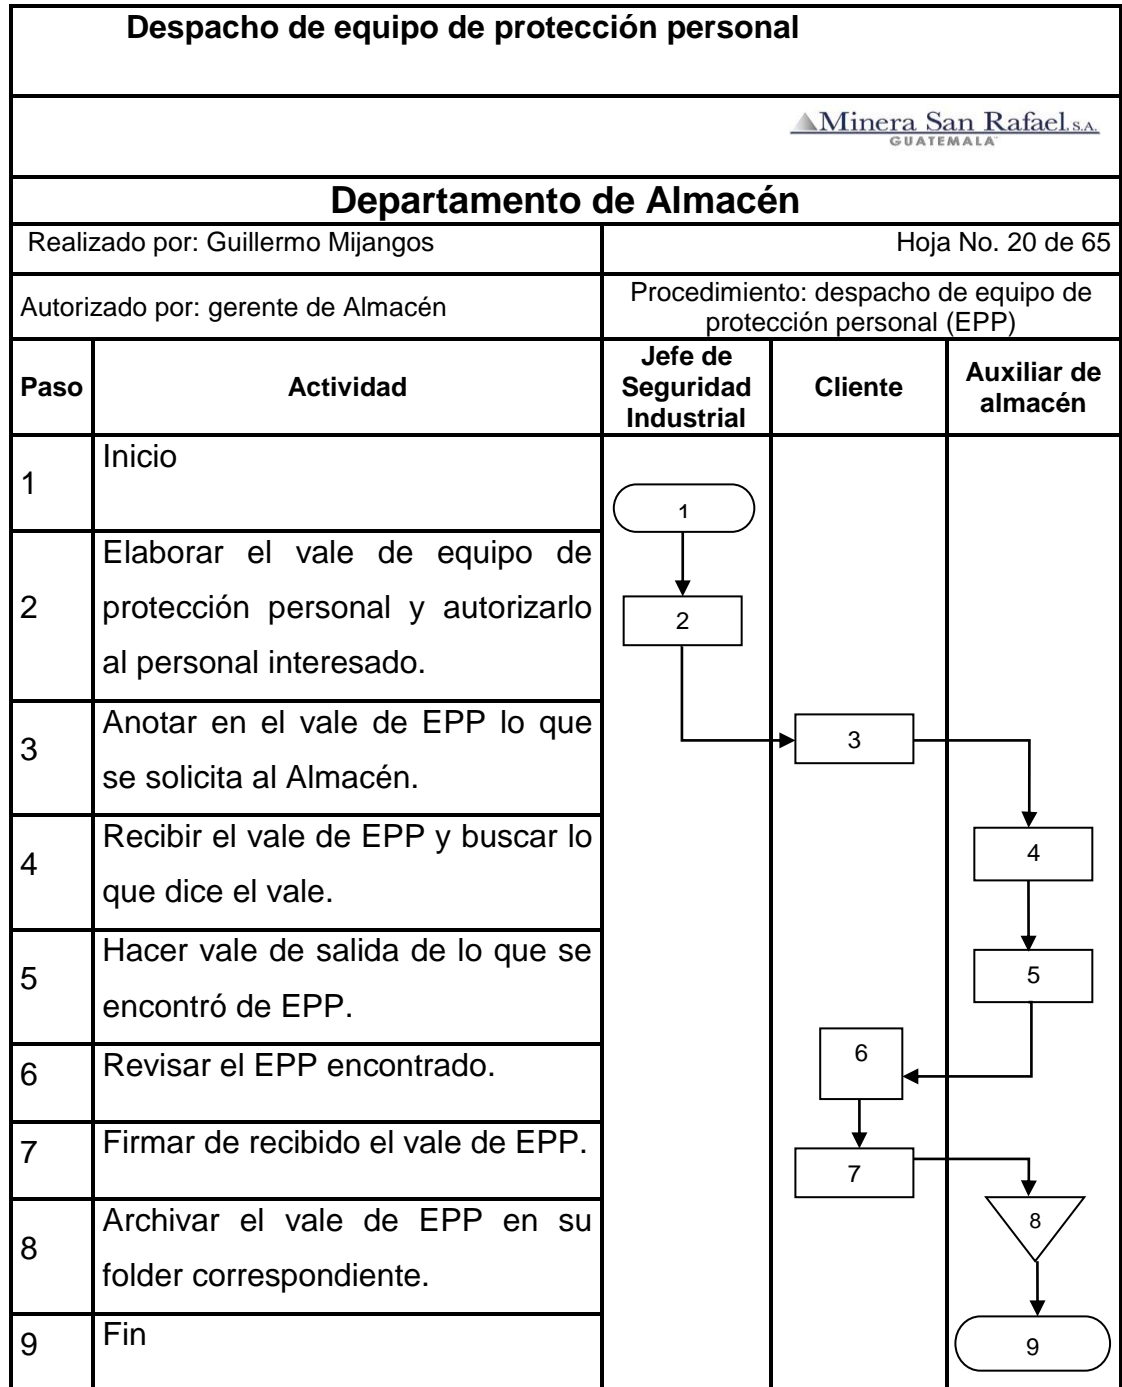 Despacho de equipo de protección personal
Minera San Rafael, S.A.
GUATEMALA
Departamento de Almacén
Realizado por: Guillermo Mijangos
Hoja No. 20 de 65
Autorizado por: gerente de Almacén
Procedimiento: despacho de equipo de
protección personal (EPP)
Paso
Actividad
Jefe de
Seguridad
Industrial
Cliente
Auxiliar de
almacén
1
Inicio
1
2
Elaborar el vale de equipo de
protección personal y autorizarlo
al personal interesado.
2
3
Anotar en el vale de EPP lo que
se solicita al Almacén.
3
4
Recibir el vale de EPP y buscar lo
que dice el vale.
4
5
Hacer vale de salida de lo que se
encontró de EPP.
5
6
Revisar el EPP encontrado.
6
7
Firmar de recibido el vale de EPP.
7
8
Archivar el vale de EPP en su
folder correspondiente.
8
9
Fin
9